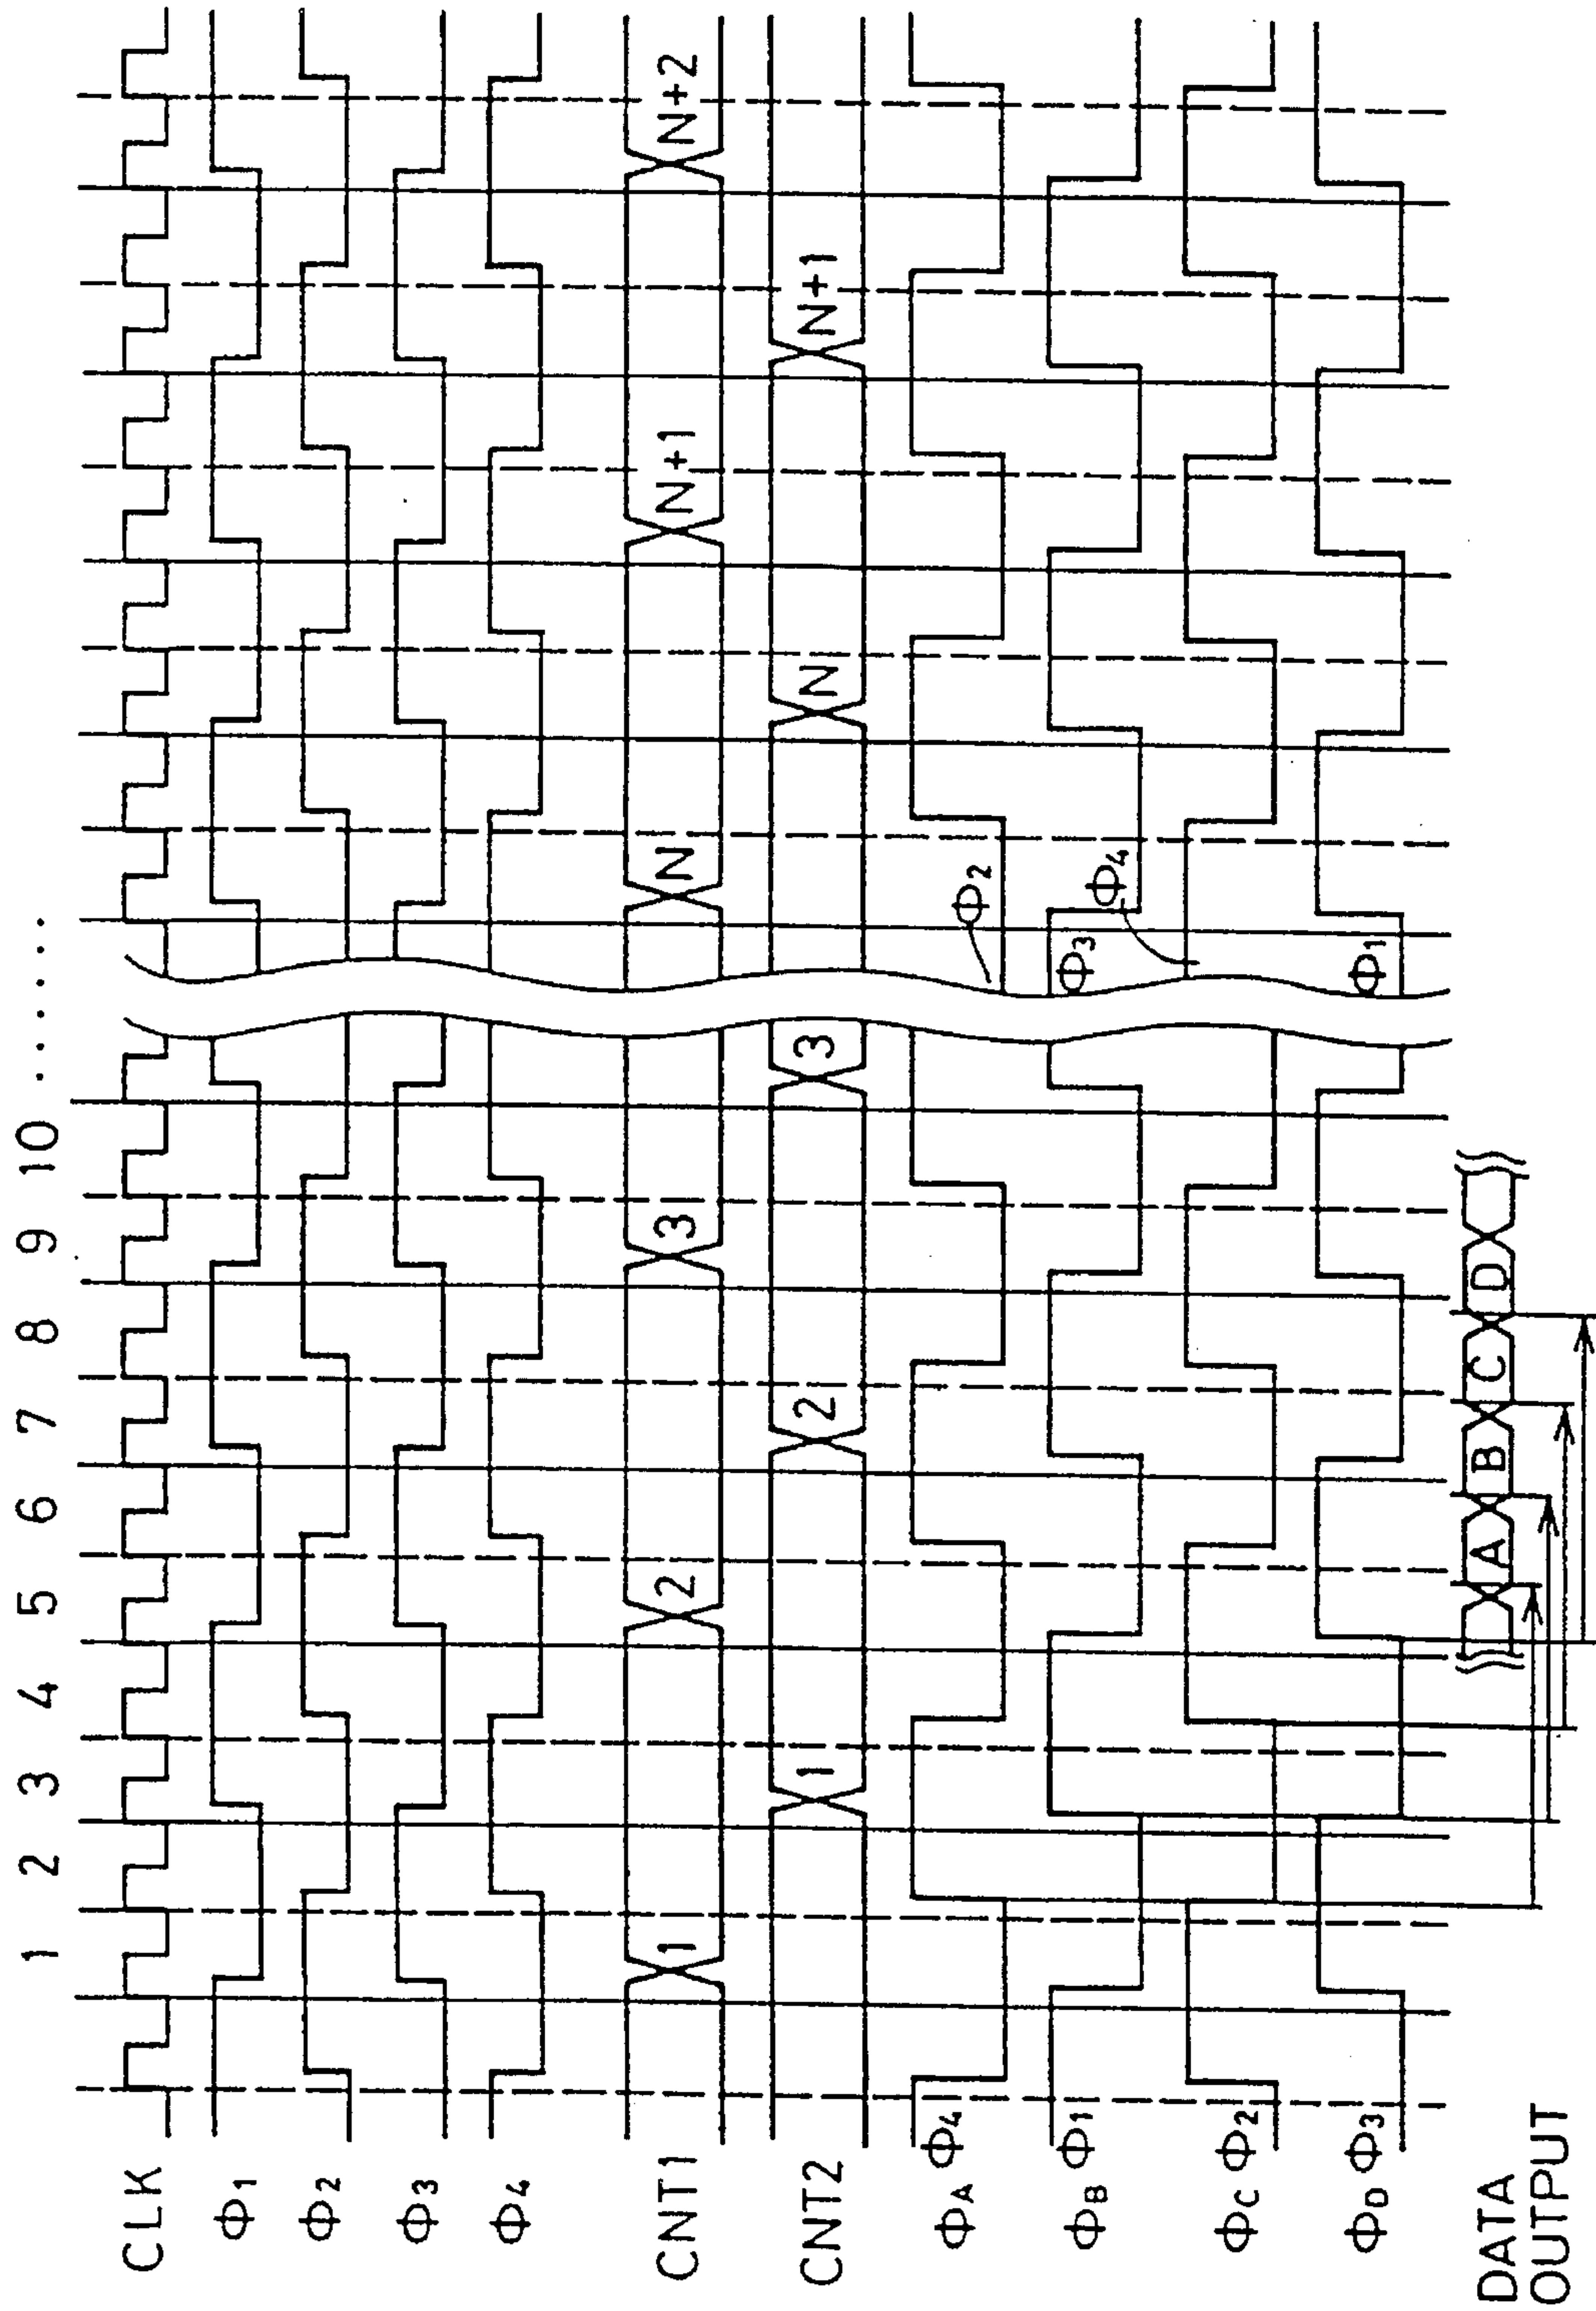 1 2 3 4 5 6 7 8 9 10 ......
CLK
Φ1
Φ2
Φ3
Φ4
CNT1 1 2 3 N N+1 N+2
CNT2 1 2 3 N N+1
ΦA Φ4 Φ2
ΦB Φ1 Φ3
ΦC Φ2 Φ4
ΦD Φ3 Φ1
DATA
OUTPUT
A B C D